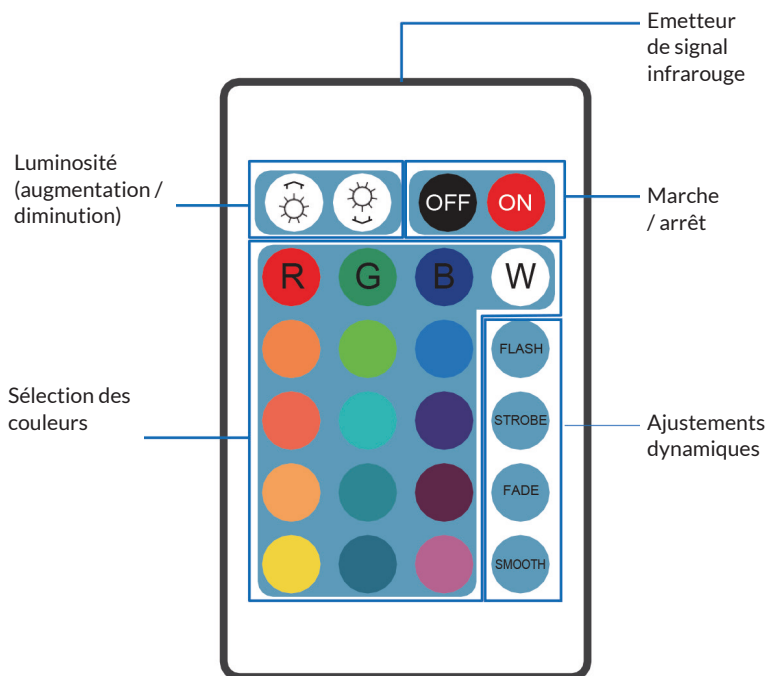 Emetteur
de signal
infrarouge
Luminosité
(augmentation /
diminution)
OFF ON
Marche
/ arrêt
R G B W
FLASH
Sélection des
couleurs
STROBE
Ajustements
dynamiques
FADE
SMOOTH